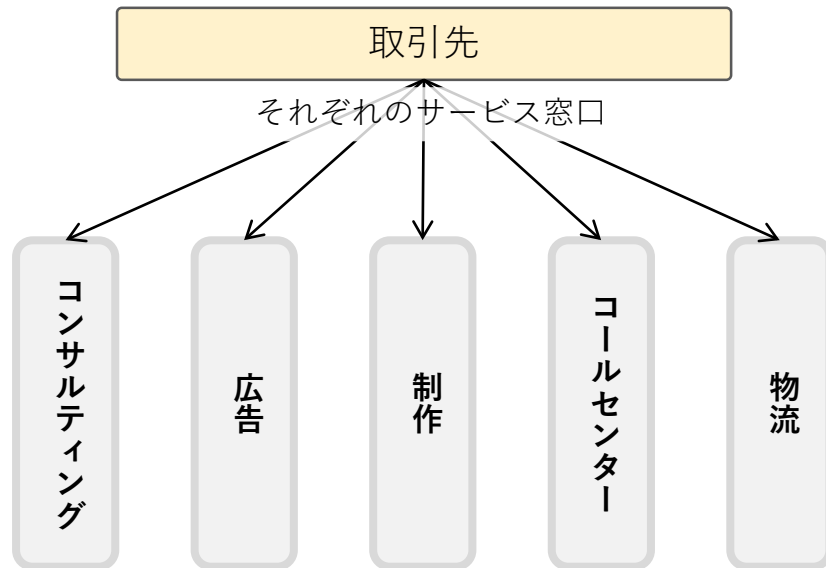 取引先
それぞれのサービス窓口
コンサルティング
広告
制作
コールセンター
物流